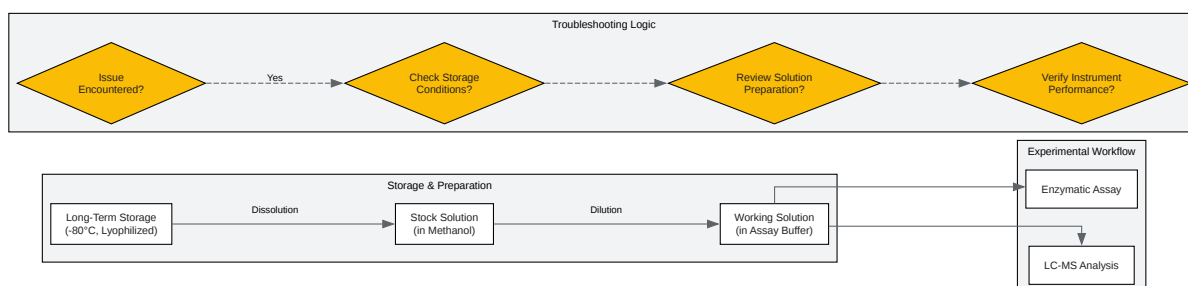 Troubleshooting Logic
Issue
Encountered?
Yes
Check Storage
Conditions?
Review Solution
Preparation?
Verify Instrument
Performance?
Experimental Workflow
Storage & Preparation
Enzymatic Assay
Long-Term Storage
(-80°C, Lyophilized)
Dissolution
Stock Solution
(in Methanol)
Dilution
Working Solution
(in Assay Buffer)
LC-MS Analysis